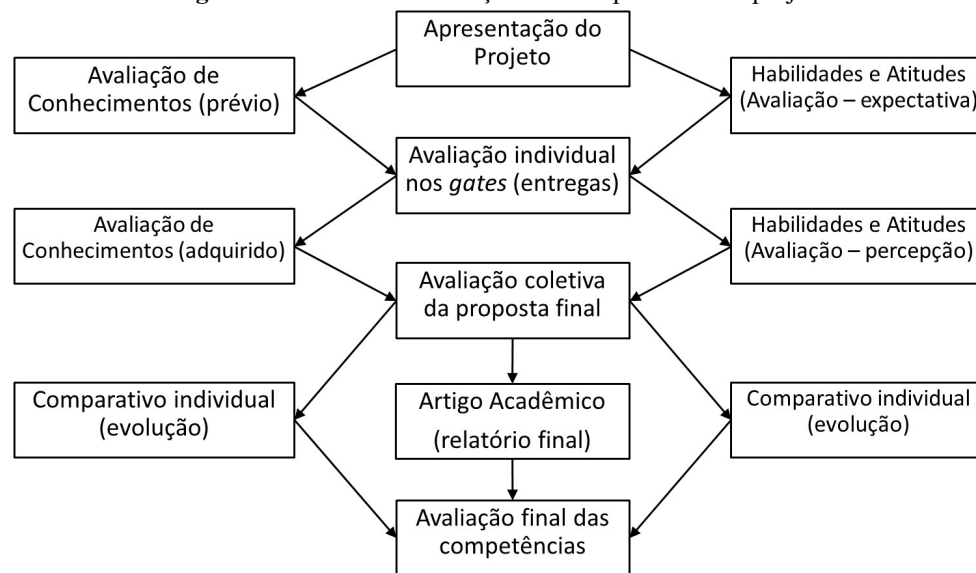 Apresentação do
Projeto
Avaliação de
Conhecimentos (prévio)
Habilidades e Atitudes
(Avaliação – expectativa)
Avaliação individual
nos gates (entregas)
Avaliação de
Conhecimentos (adquirido)
Habilidades e Atitudes
(Avaliação – percepção)
Avaliação coletiva
da proposta final
Comparativo individual
(evolução)
Artigo Acadêmico
(relatório final)
Comparativo individual
(evolução)
Avaliação final das
competências